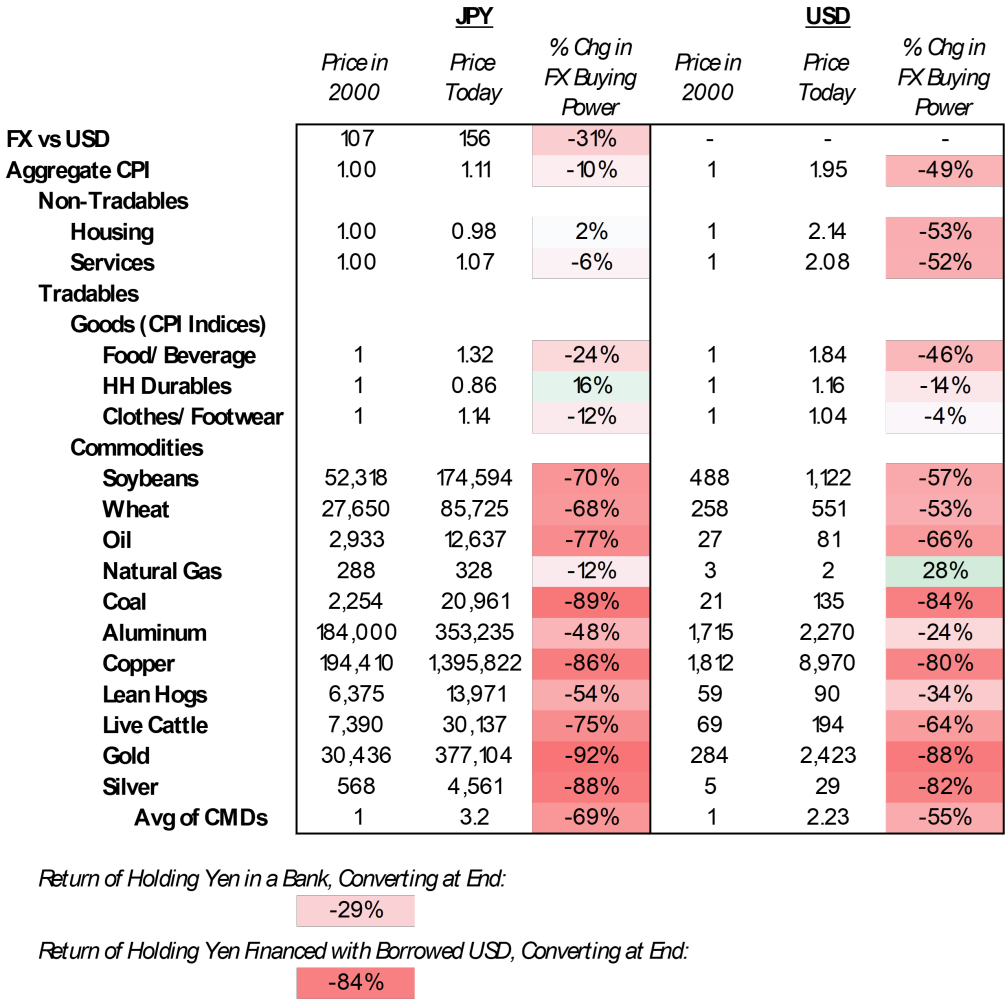 JPY USD
Price in 2000 Price Today % Chg in FX Buying Power Price in 2000 Price Today % Chg in FX Buying Power
FX vs USD 107 156 -31% - - -
Aggregate CPI 1.00 1.11 -10% 1 1.95 -49%
Non-Tradables
Housing 1.00 0.98 2% 1 2.14 -53%
Services 1.00 1.07 -6% 1 2.08 -52%
Tradables
Goods (CPI Indices)
Food/ Beverage 1 1.32 -24% 1 1.84 -46%
HH Durables 1 0.86 16% 1 1.16 -14%
Clothes/ Footwear 1 1.14 -12% 1 1.04 -4%
Commodities
Soybeans 52,318 174,594 -70% 488 1,122 -57%
Wheat 27,650 85,725 -68% 258 551 -53%
Oil 2,933 12,637 -77% 27 81 -66%
Natural Gas 288 328 -12% 3 2 28%
Coal 2,254 20,961 -89% 21 135 -84%
Aluminum 184,000 353,235 -48% 1,715 2,270 -24%
Copper 194,410 1,395,822 -86% 1,812 8,970 -80%
Lean Hogs 6,375 13,971 -54% 59 90 -34%
Live Cattle 7,390 30,137 -75% 69 194 -64%
Gold 30,436 377,104 -92% 284 2,423 -88%
Silver 568 4,561 -88% 5 29 -82%
Avg of CMDs 1 3.2 -69% 1 2.23 -55%
Return of Holding Yen in a Bank, Converting at End:
-29%
Return of Holding Yen Financed with Borrowed USD, Converting at End:
-84%